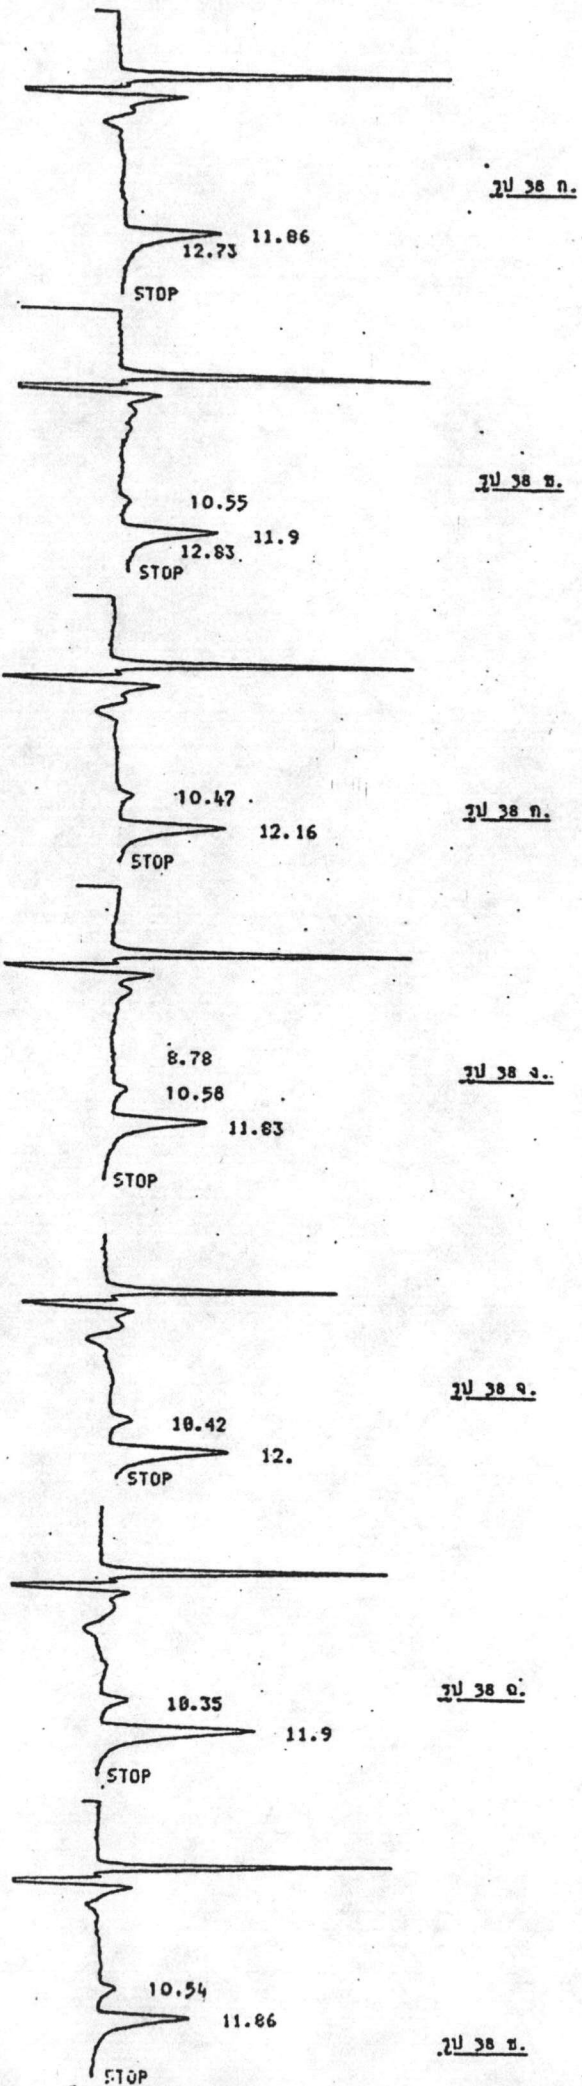 รูป 38 ก.
11.86
12.73
STOP
รูป 38 ข.
10.55
11.9
12.83
STOP
10.47
รูป 38 ค.
12.16
STOP
8.78
รูป 38 ง.
10.58
11.83
STOP
รูป 38 จ.
10.42
12.
STOP
รูป 38 ฉ.
10.35
11.9
STOP
10.54
11.86
รูป 38 ช.
STOP